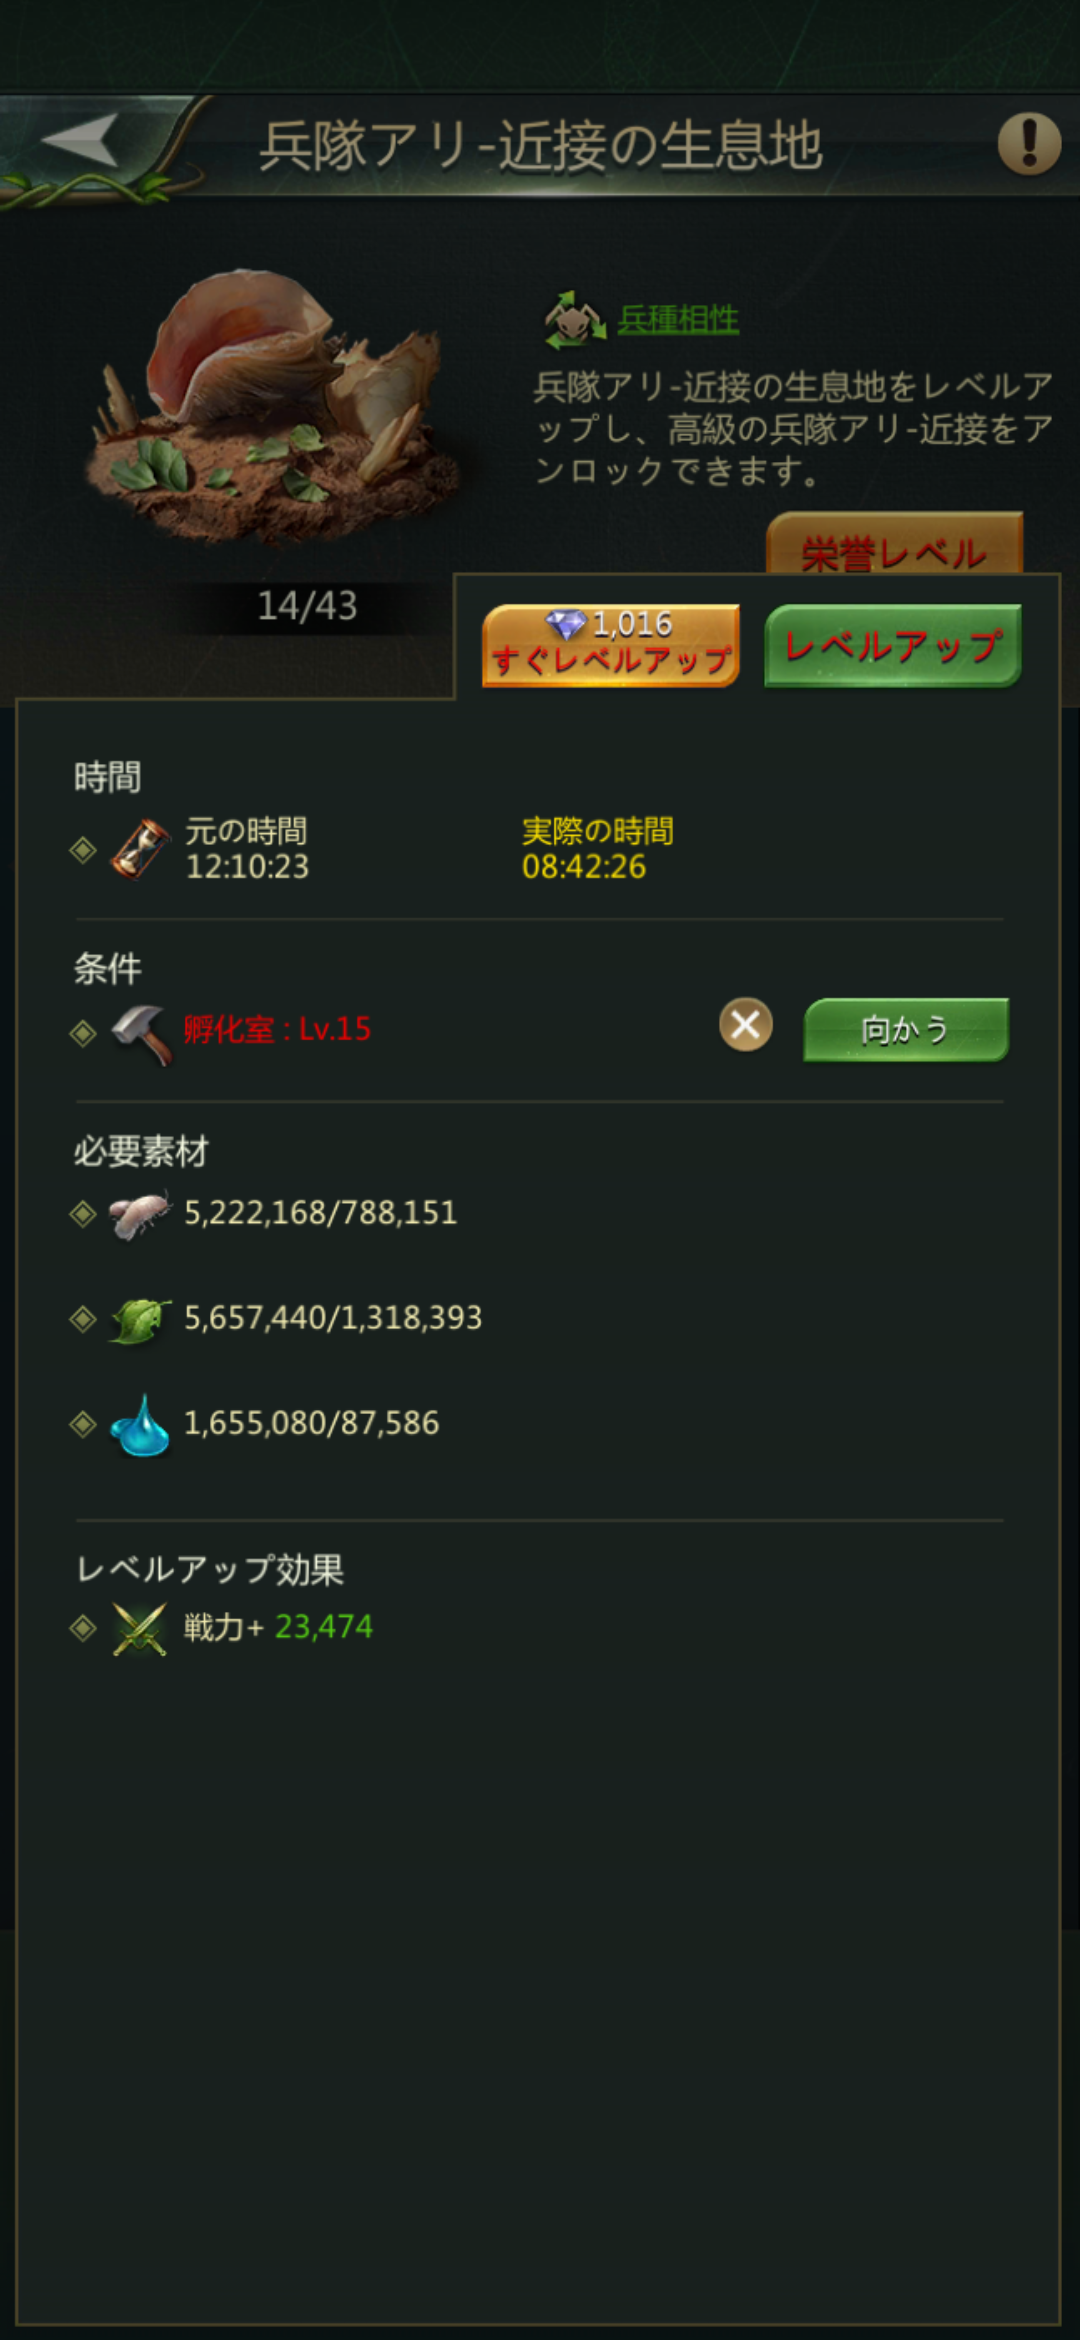 兵隊アリ-近接の生息地
兵種相性
兵隊アリ-近接の生息地をレベルア
ップし、高級の兵隊アリ-近接をア
ンロックできます。
栄誉レベル
14/43
1,016
すぐレベルアップ
レベルアップ
時間
元の時間
実際の時間
12:10:23
08:42:26
条件
孵化室 : Lv.15
向かう
必要素材
5,222,168/788,151
5,657,440/1,318,393
1,655,080/87,586
レベルアップ効果
戦力+ 23,474